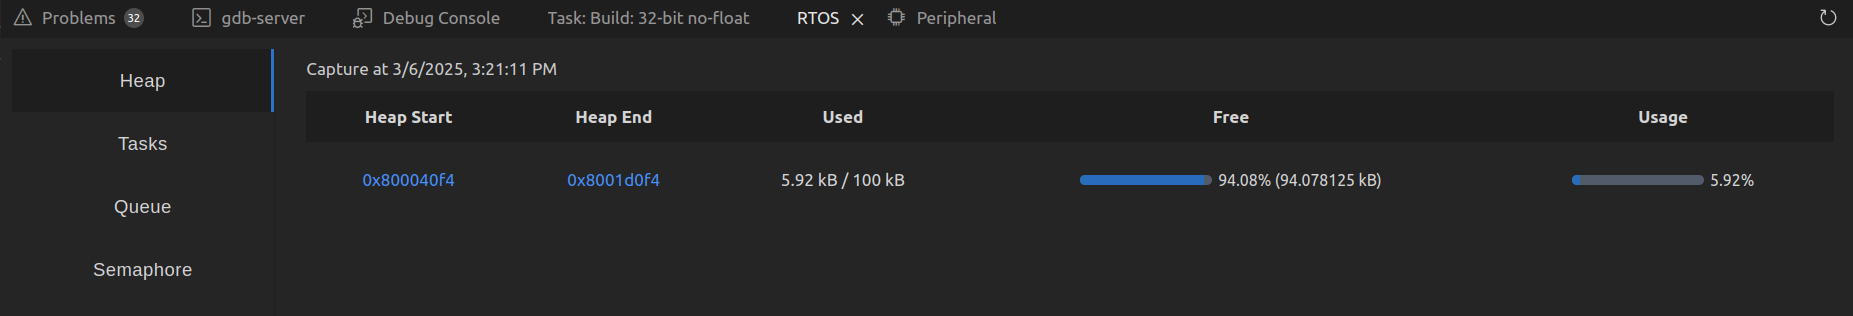 Problems 32 gdb-server Debug Console Task: Build: 32-bit no-float RTOS Peripheral
Heap
Tasks
Queue
Semaphore
Capture at 3/6/2025, 3:21:11 PM
Heap Start Heap End Used Free Usage
0x800040f4 0x8001d0f4 5.92 kB / 100 kB 94.08% (94.078125 kB) 5.92%